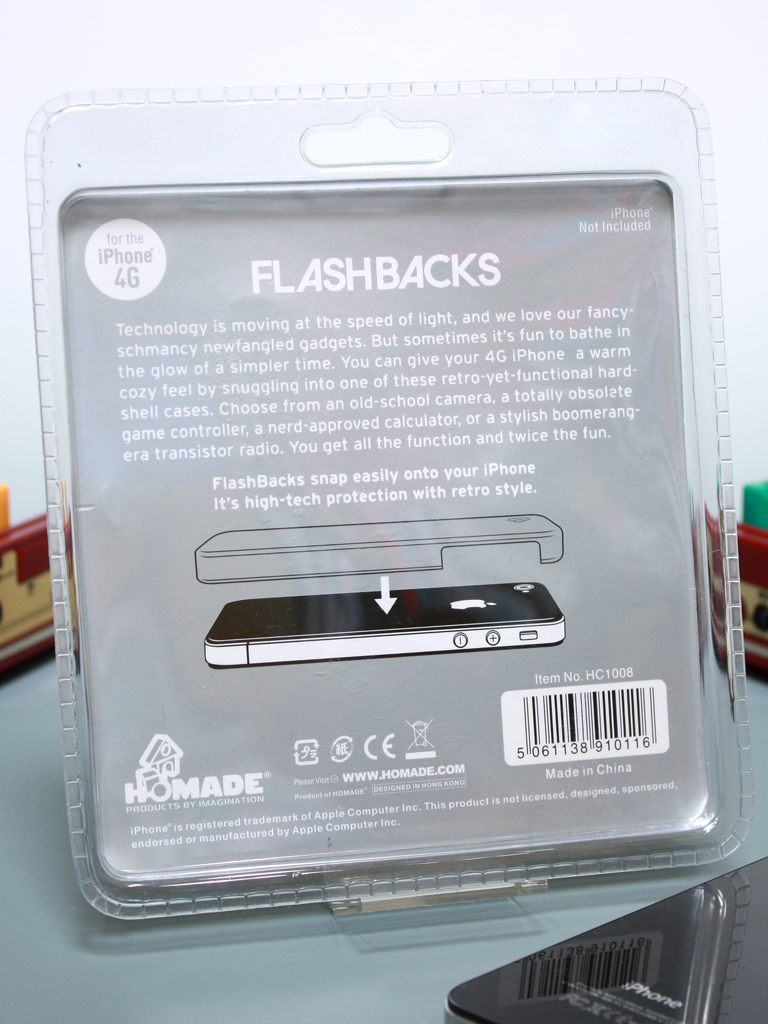 for the
iPhone®
4G
iPhone®
Not Included
FLASHBACKS
Technology is moving at the speed of light, and we love our fancy-
schmancy newfangled gadgets. But sometimes it's fun to bathe in
the glow of a simpler time. You can give your 4G iPhone a warm
cozy feel by snuggling into one of these retro-yet-functional hard-
shell cases. Choose from an old-school camera, a totally obsolete
game controller, a nerd-approved calculator, or a stylish boomerang-
era transistor radio. You get all the function and twice the fun.
FlashBacks snap easily onto your iPhone
It's high-tech protection with retro style.
Item No. HC1008
5 061138 910116
Made in China
紙
CE
HOMADE®
PRODUCTS BY IMAGINATION
Please Visit WWW.HOMADE.COM
Product of HOMADE® DESIGNED IN HONG KONG
iPhone® is registered trademark of Apple Computer Inc. This product is not licensed, designed, sponsored,
endorsed or manufactured by Apple Computer Inc.
iPhone